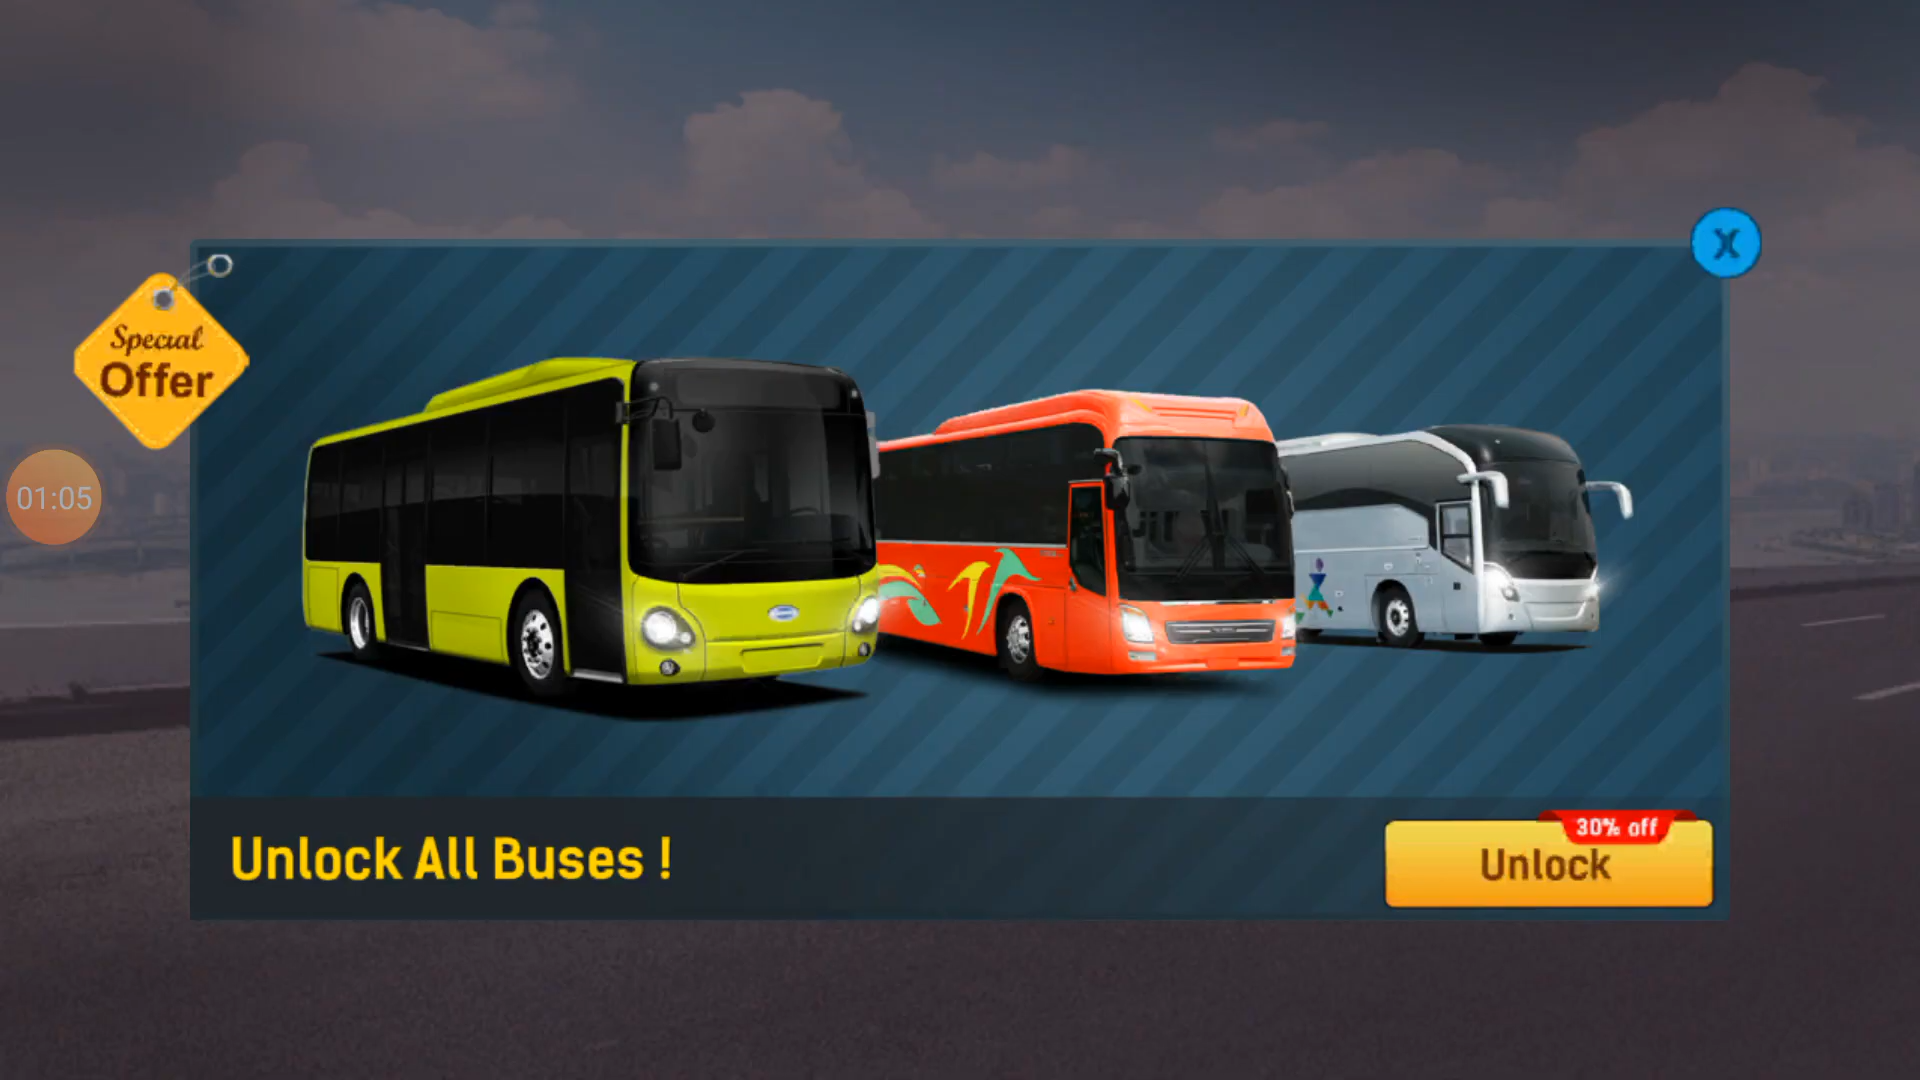 X
Special
Offer
01:05
30% off
Unlock All Buses !
Unlock